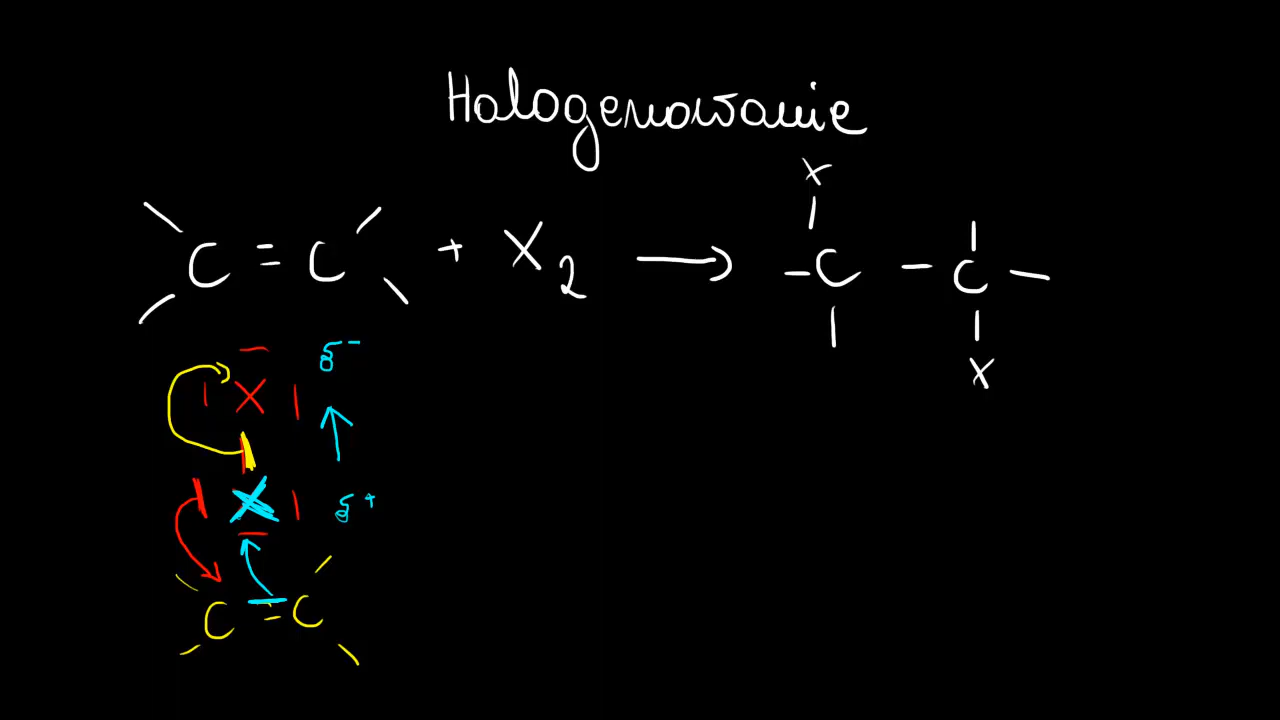 Halogenowanie
X
C = C + X₂ → - C - C -
X
X δ-
X δ+
C = C